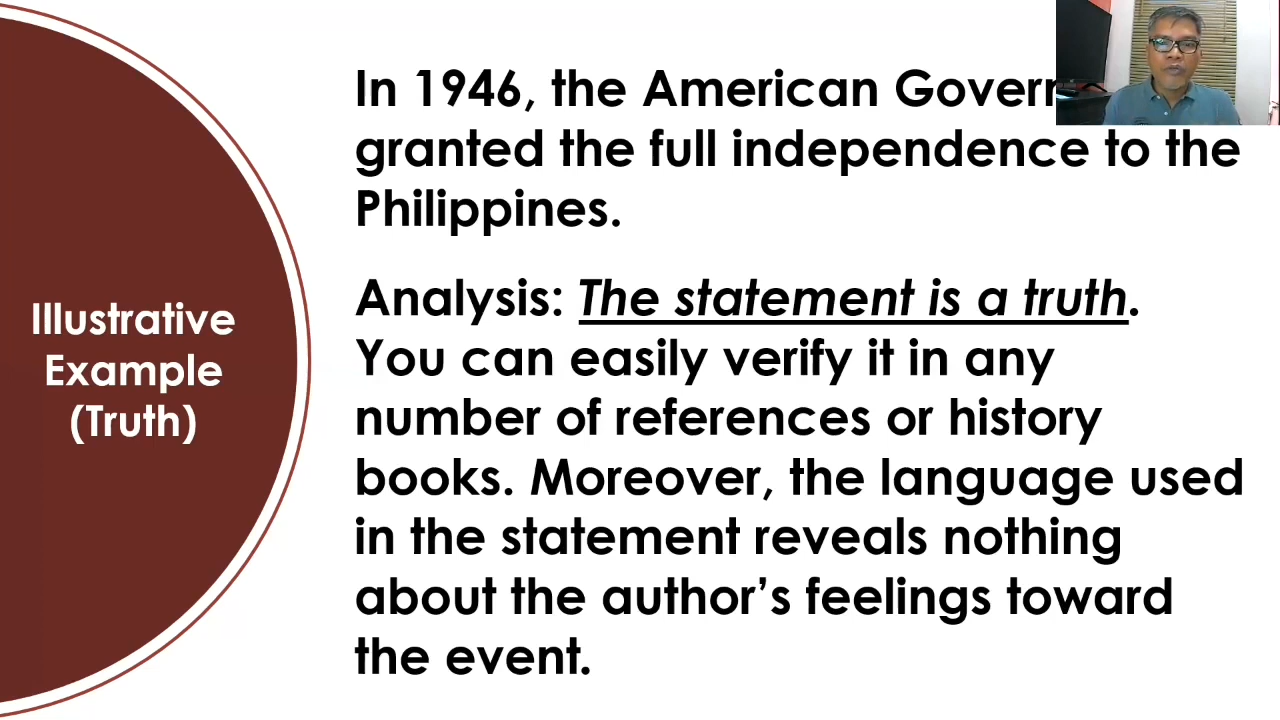 Illustrative
Example
(Truth)
In 1946, the American Govern
granted the full independence to the
Philippines.
Analysis: The statement is a truth.
You can easily verify it in any
number of references or history
books. Moreover, the language used
in the statement reveals nothing
about the author’s feelings toward
the event.